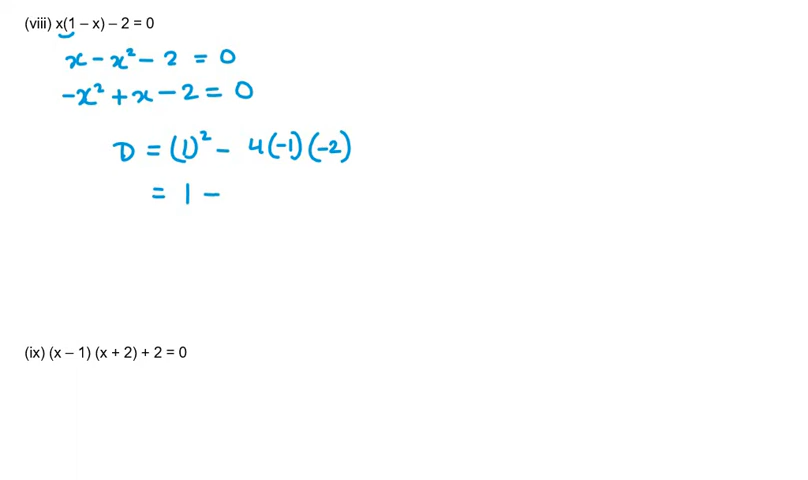 (viii) x(1 – x) – 2 = 0
x - x² - 2 = 0
-x² + x - 2 = 0
D = (1)² - 4(-1)(-2)
= 1 -
(ix) (x – 1) (x + 2) + 2 = 0